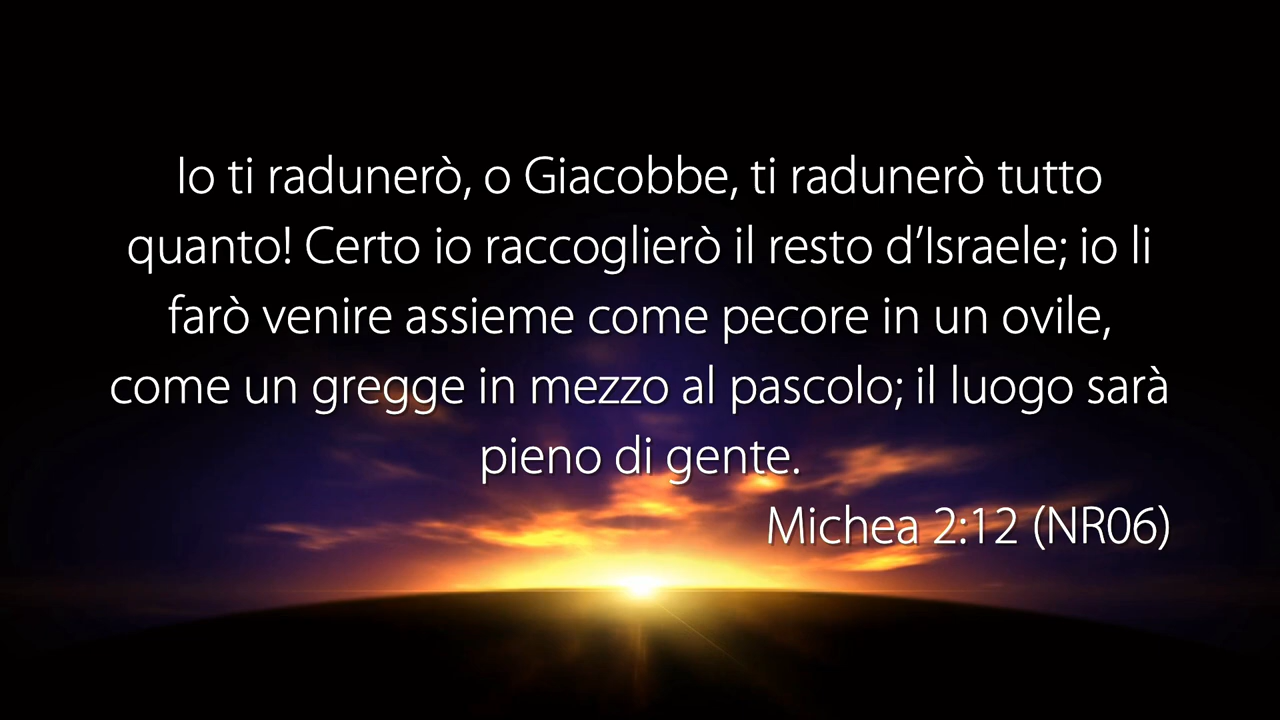 Io ti radunerò, o Giacobbe, ti radunerò tutto
quanto! Certo io raccoglierò il resto d’Israele; io li
farò venire assieme come pecore in un ovile,
come un gregge in mezzo al pascolo; il luogo sarà
pieno di gente.
Michea 2:12 (NR06)